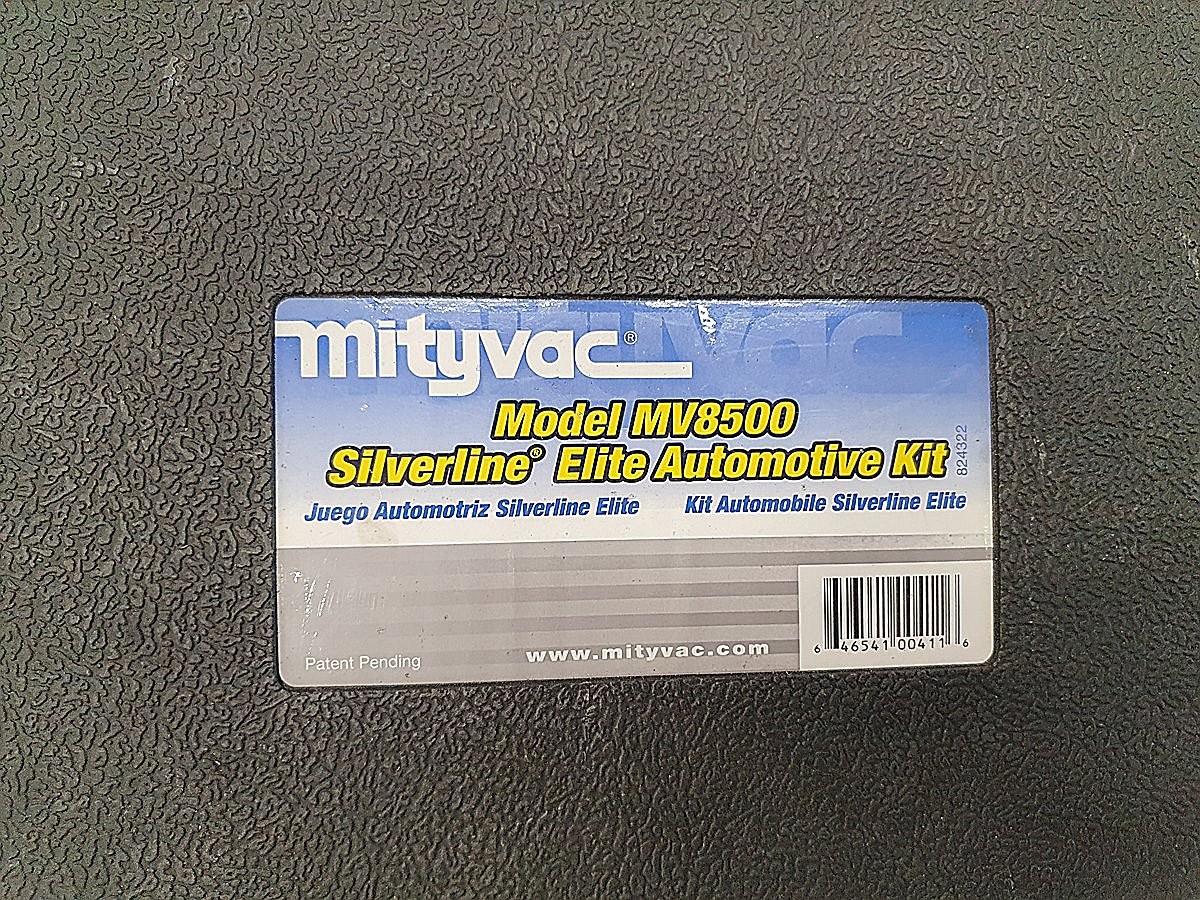 mityvac®
Model MV8500
Silverline® Elite Automotive Kit
824322
Juego Automotriz Silverline Elite
Kit Automobile Silverline Elite
Patent Pending
www.mityvac.com
6 46541 00411 6